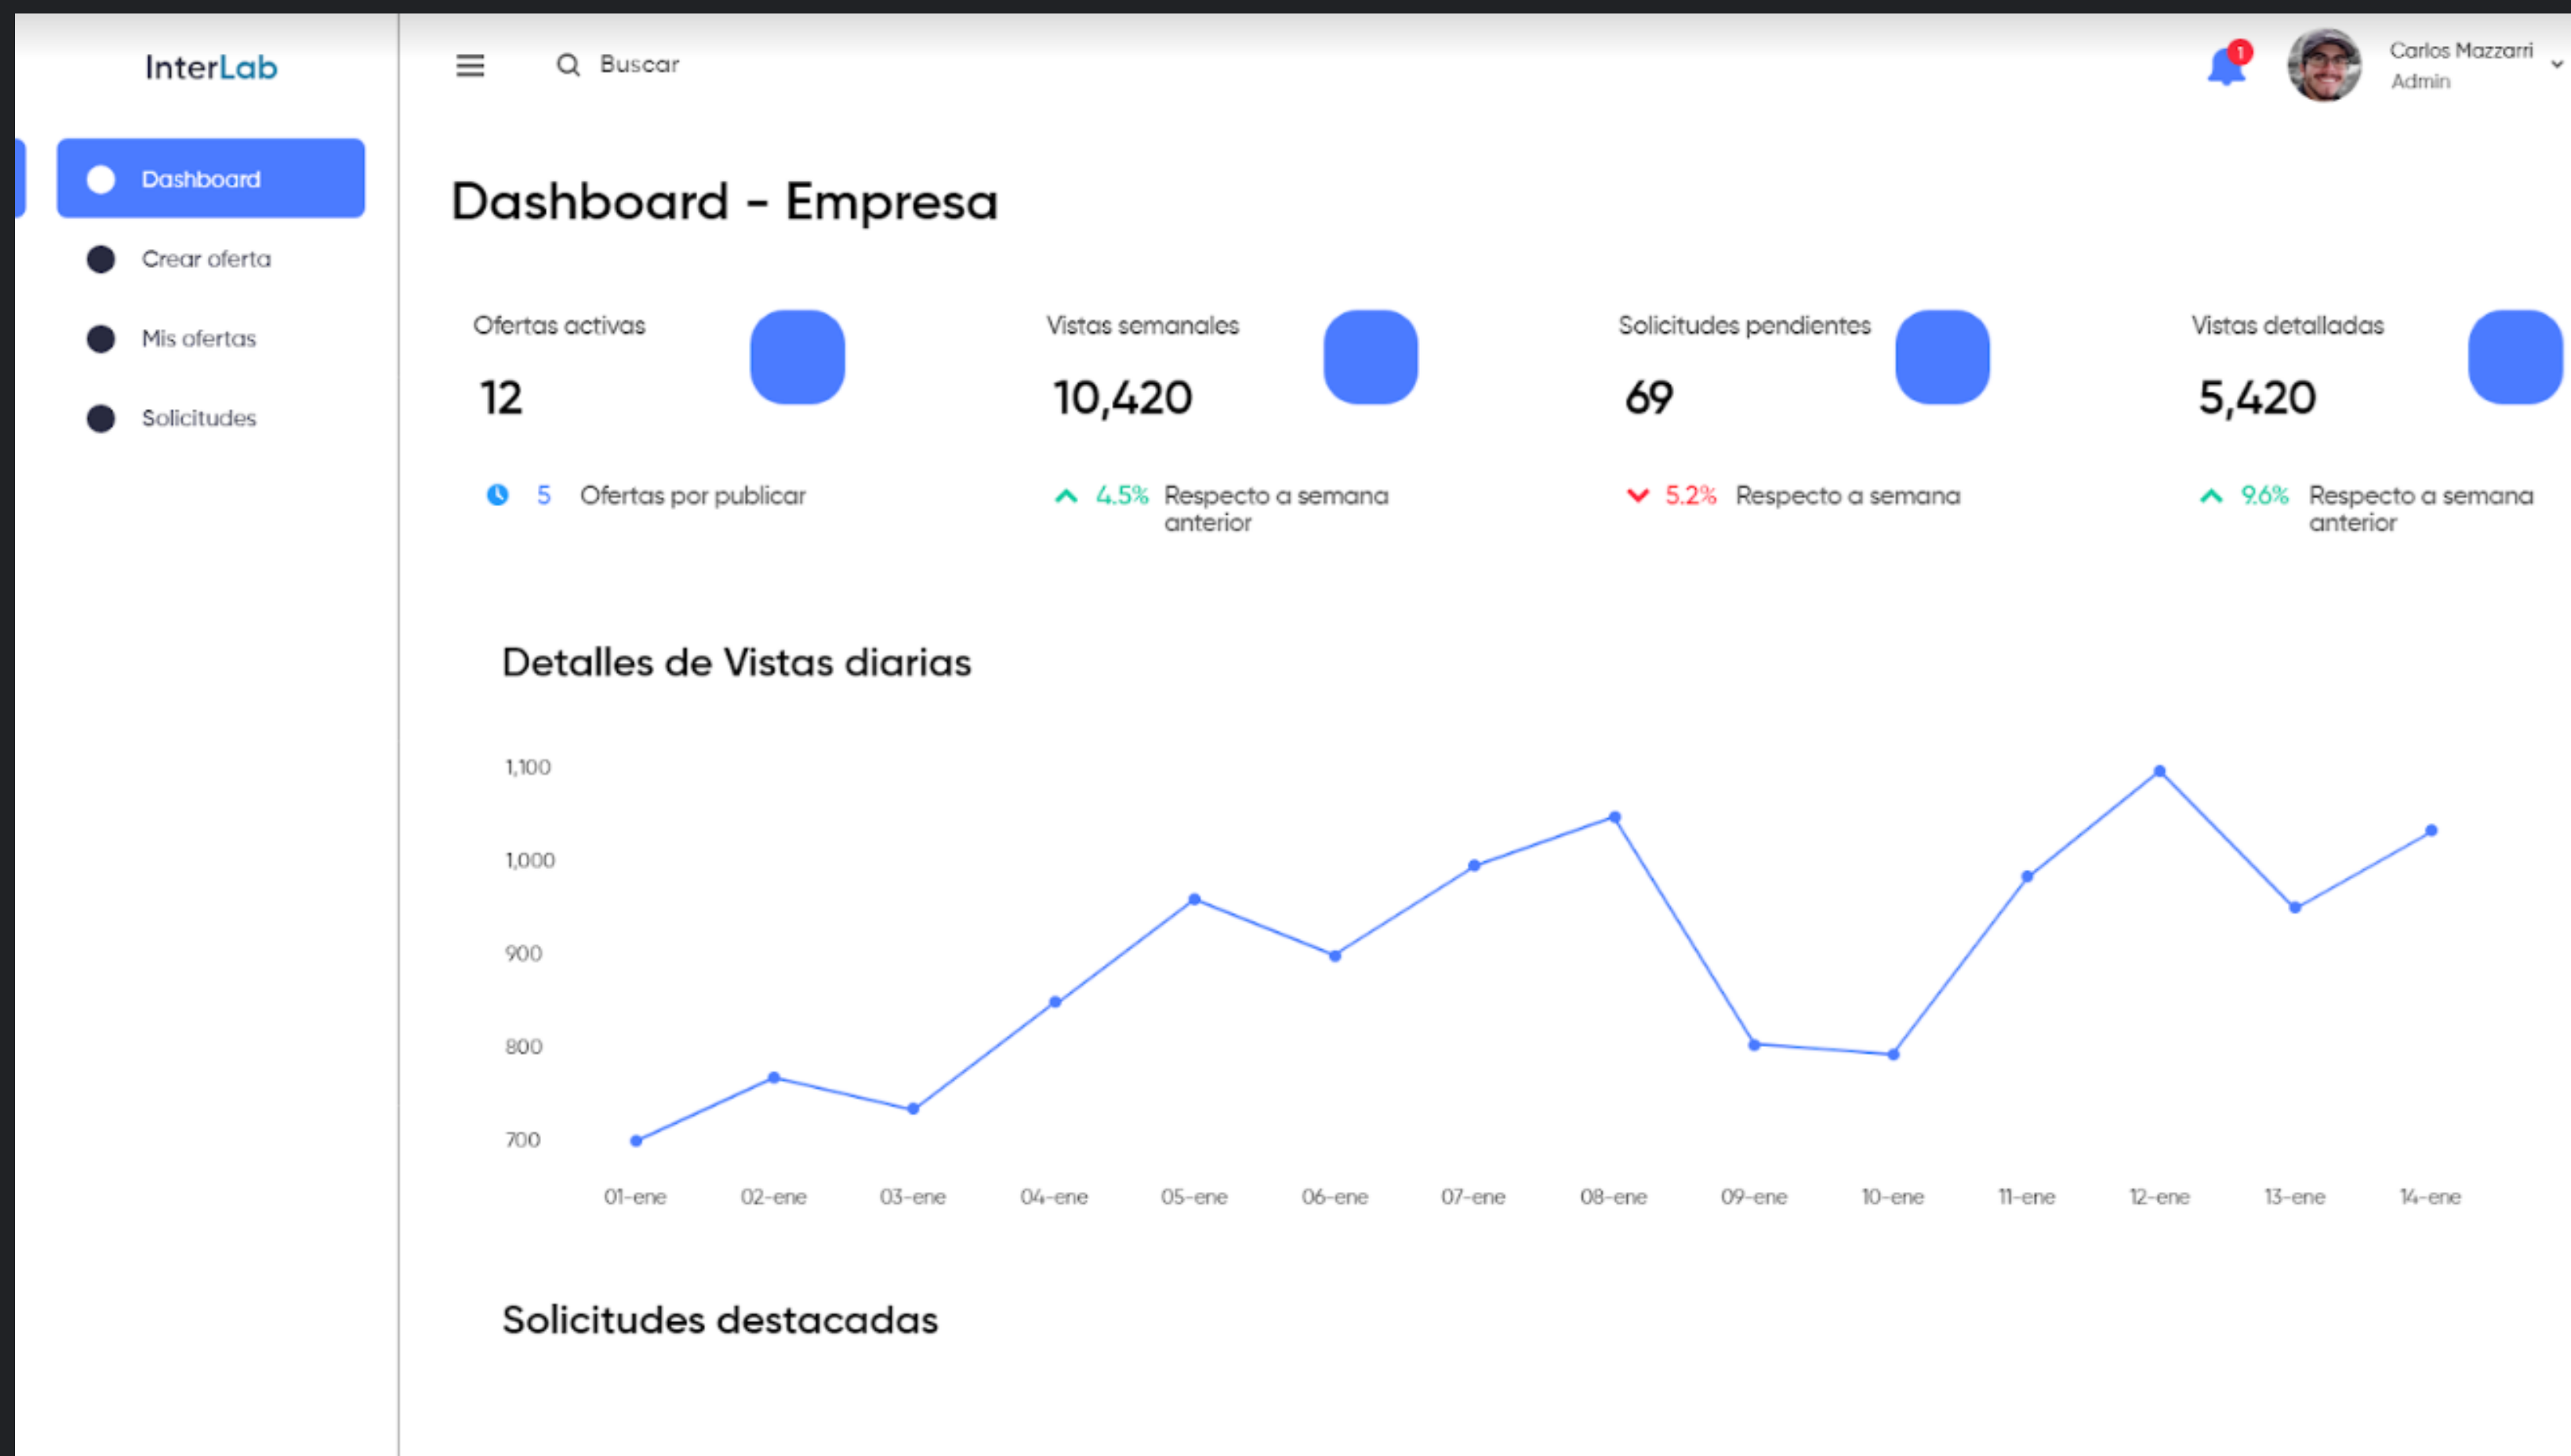 InterLab
Buscar
1
Carlos Mazzarri
Admin
Dashboard
Crear oferta
Mis ofertas
Solicitudes
Dashboard - Empresa
Ofertas activas
12
5 Ofertas por publicar
Vistas semanales
10,420
4.5% Respecto a semana
anterior
Solicitudes pendientes
69
5.2% Respecto a semana
Vistas detalladas
5,420
9.6% Respecto a semana
anterior
Detalles de Vistas diarias
1,100
1,000
900
800
700
01-ene 02-ene 03-ene 04-ene 05-ene 06-ene 07-ene 08-ene 09-ene 10-ene 11-ene 12-ene 13-ene 14-ene
Solicitudes destacadas